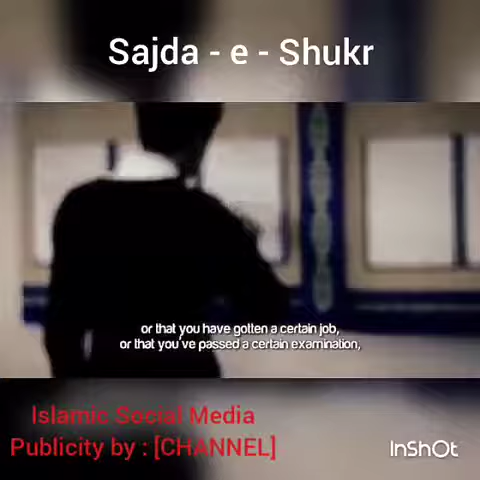 Sajda - e - Shukr
or that you have gotten a certain job,
or that you've passed a certain examination,
Islamic Social Media
Publicity by : [CHANNEL]
InShOt